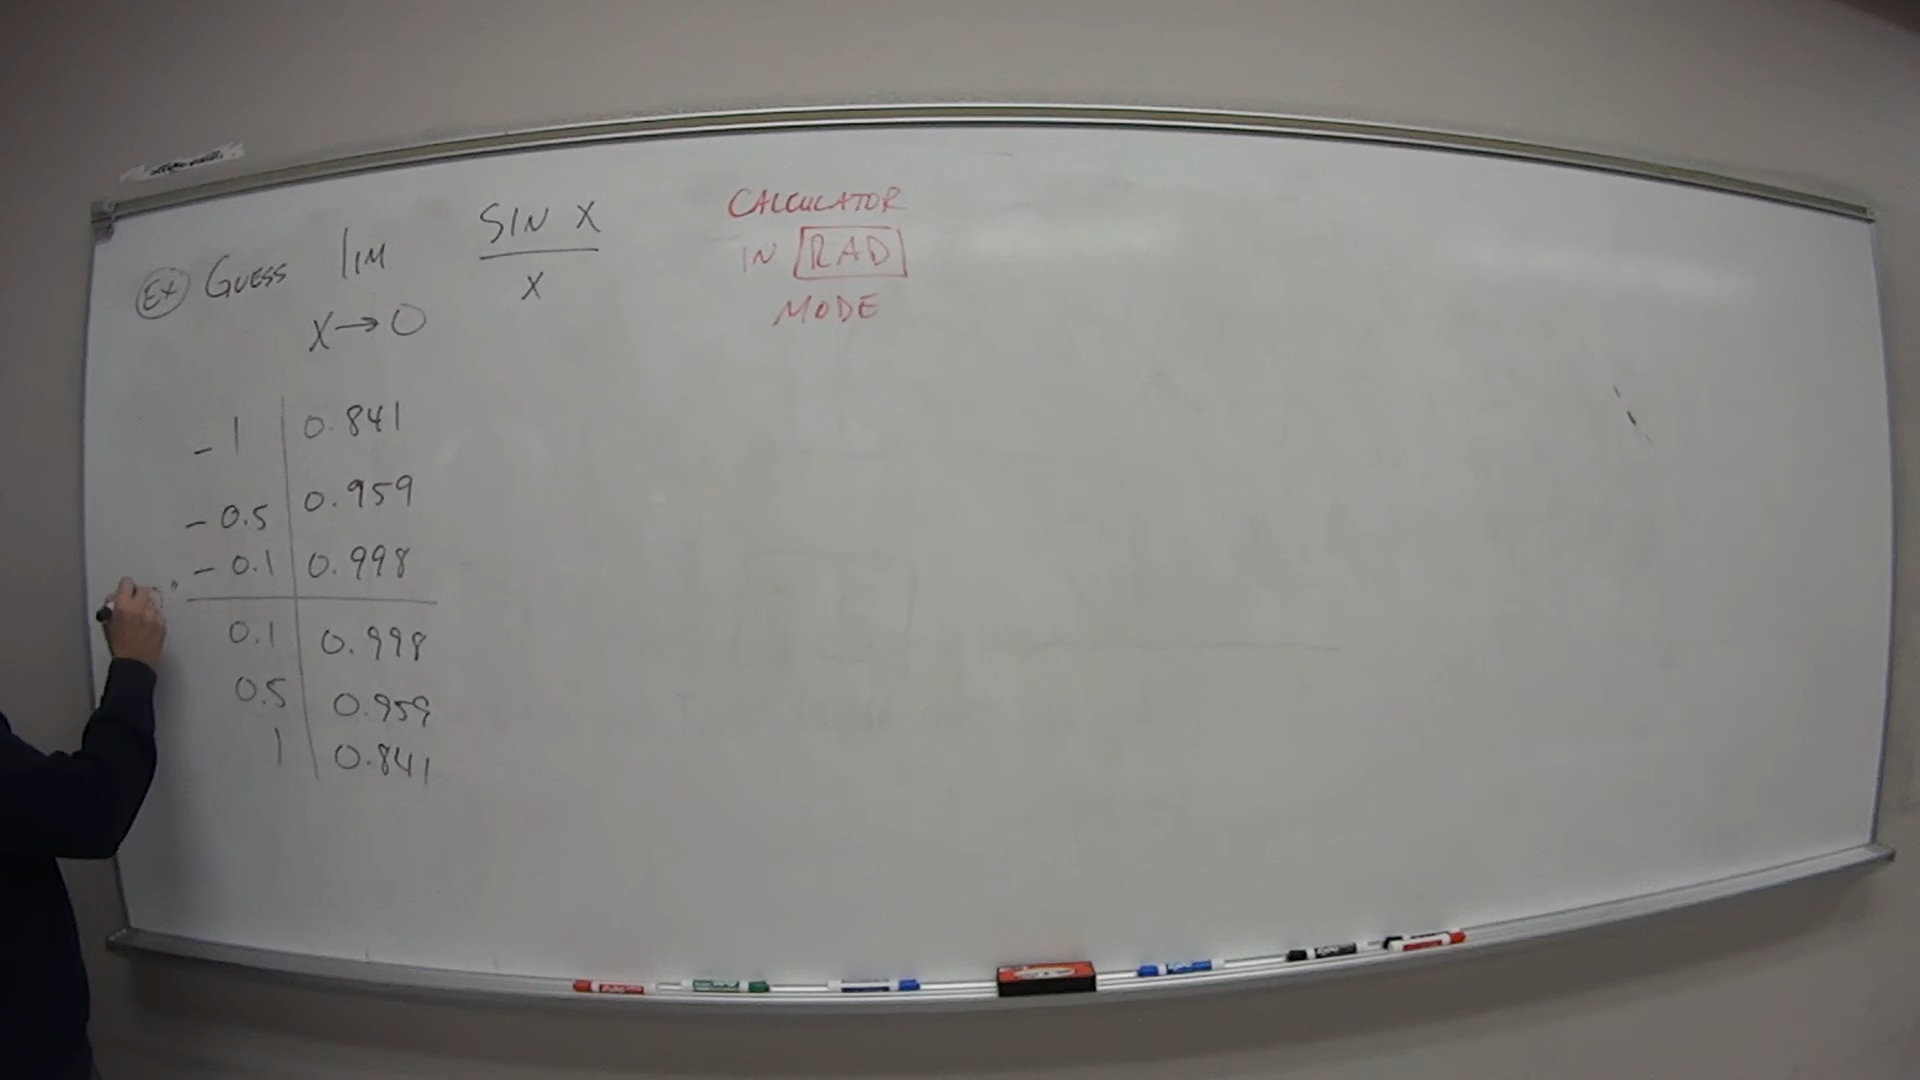 EX GUESS LIM SIN X
X→0 X
CALCULATOR
IN RAD
MODE
-1 0.841
-0.5 0.959
-0.1 0.998
0.1 0.998
0.5 0.959
1 0.841